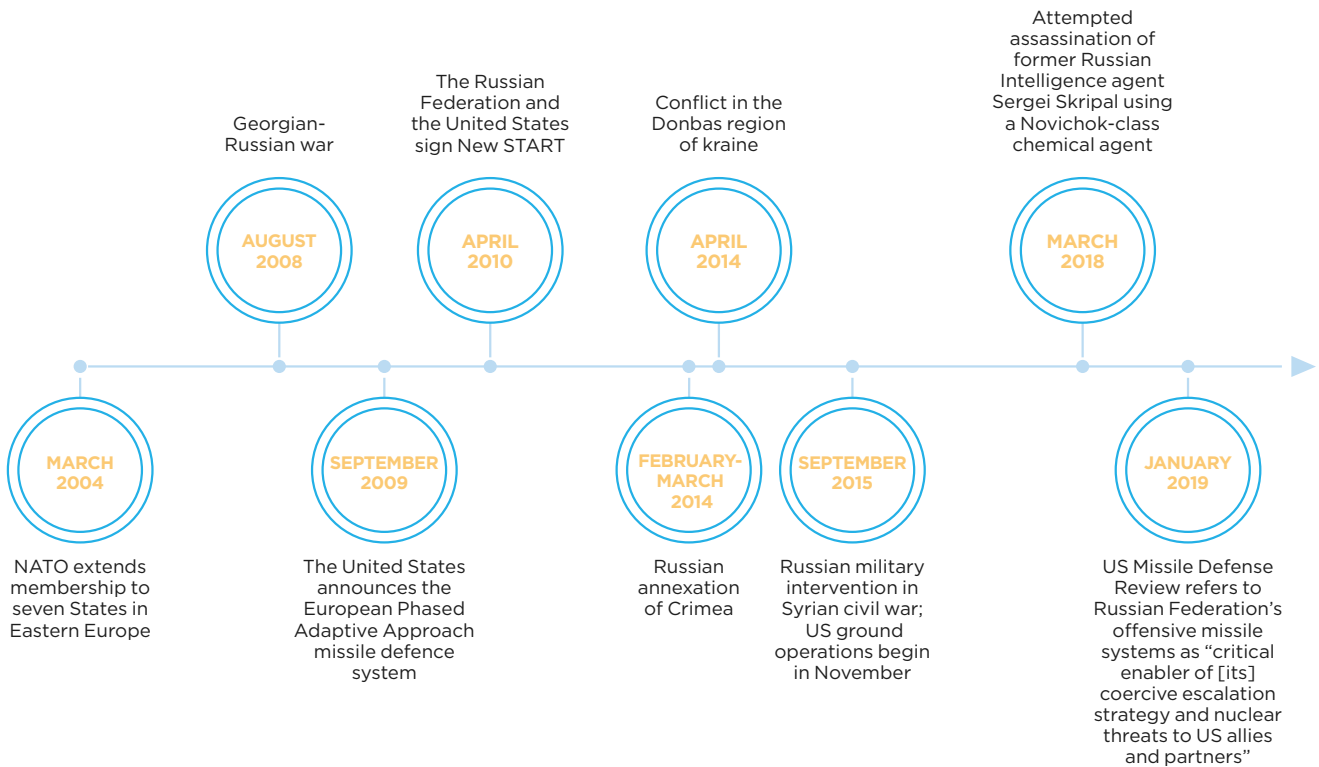 Attempted
assassination of
former Russian
Intelligence agent
Sergei Skripal using
a Novichok-class
chemical agent
The Russian
Federation and
the United States
sign New START
Conflict in the
Donbas region
of kraine
Georgian-
Russian war
AUGUST
2008
APRIL
2010
APRIL
2014
MARCH
2018
MARCH
2004
SEPTEMBER
2009
FEBRUARY-
MARCH
2014
SEPTEMBER
2015
JANUARY
2019
NATO extends
membership to
seven States in
Eastern Europe
The United States
announces the
European Phased
Adaptive Approach
missile defence
system
Russian
annexation
of Crimea
Russian military
intervention in
Syrian civil war;
US ground
operations begin
in November
US Missile Defense
Review refers to
Russian Federation’s
offensive missile
systems as “critical
enabler of [its]
coercive escalation
strategy and nuclear
threats to US allies
and partners”